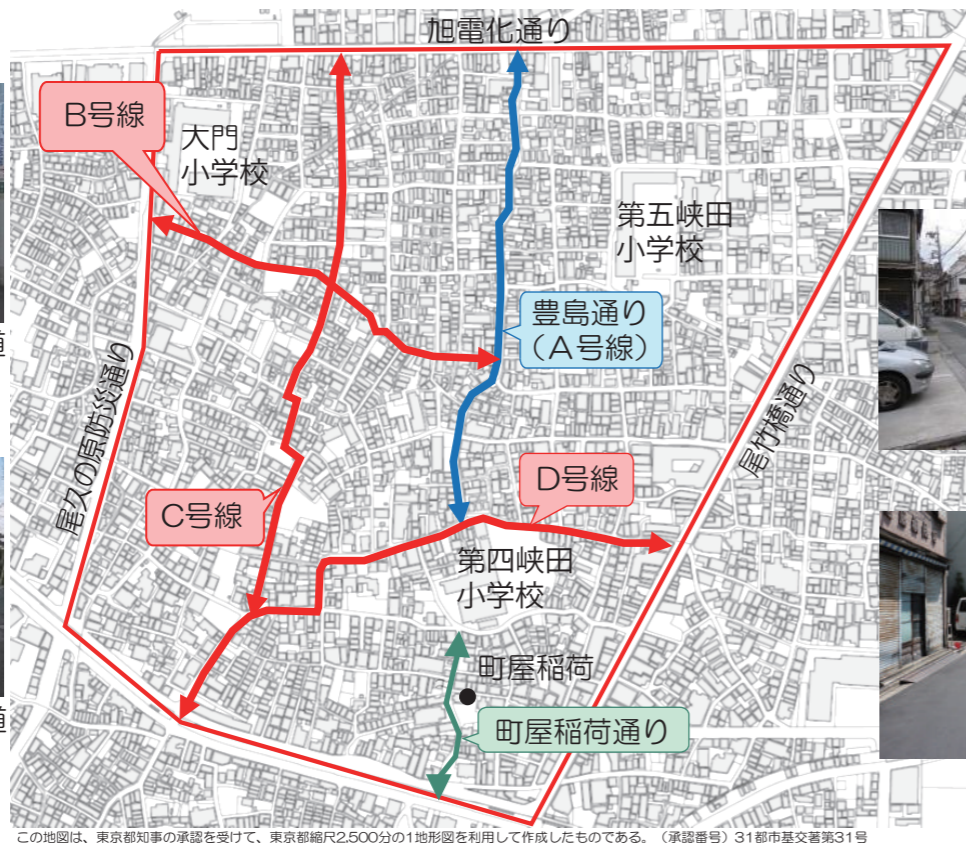 旭電化通り
B号線
大門
小学校
第五峡田
小学校
豊島通り
(A号線)
尾久の原防災通り
尾竹橋通り
C号線
D号線
第四峡田
小学校
町屋稲荷
町屋稲荷通り
道
道
この地図は、東京都知事の承認を受けて、東京都縮尺2,500分の1地形図を利用して作成したものである。(承認番号)31都市基交著第31号